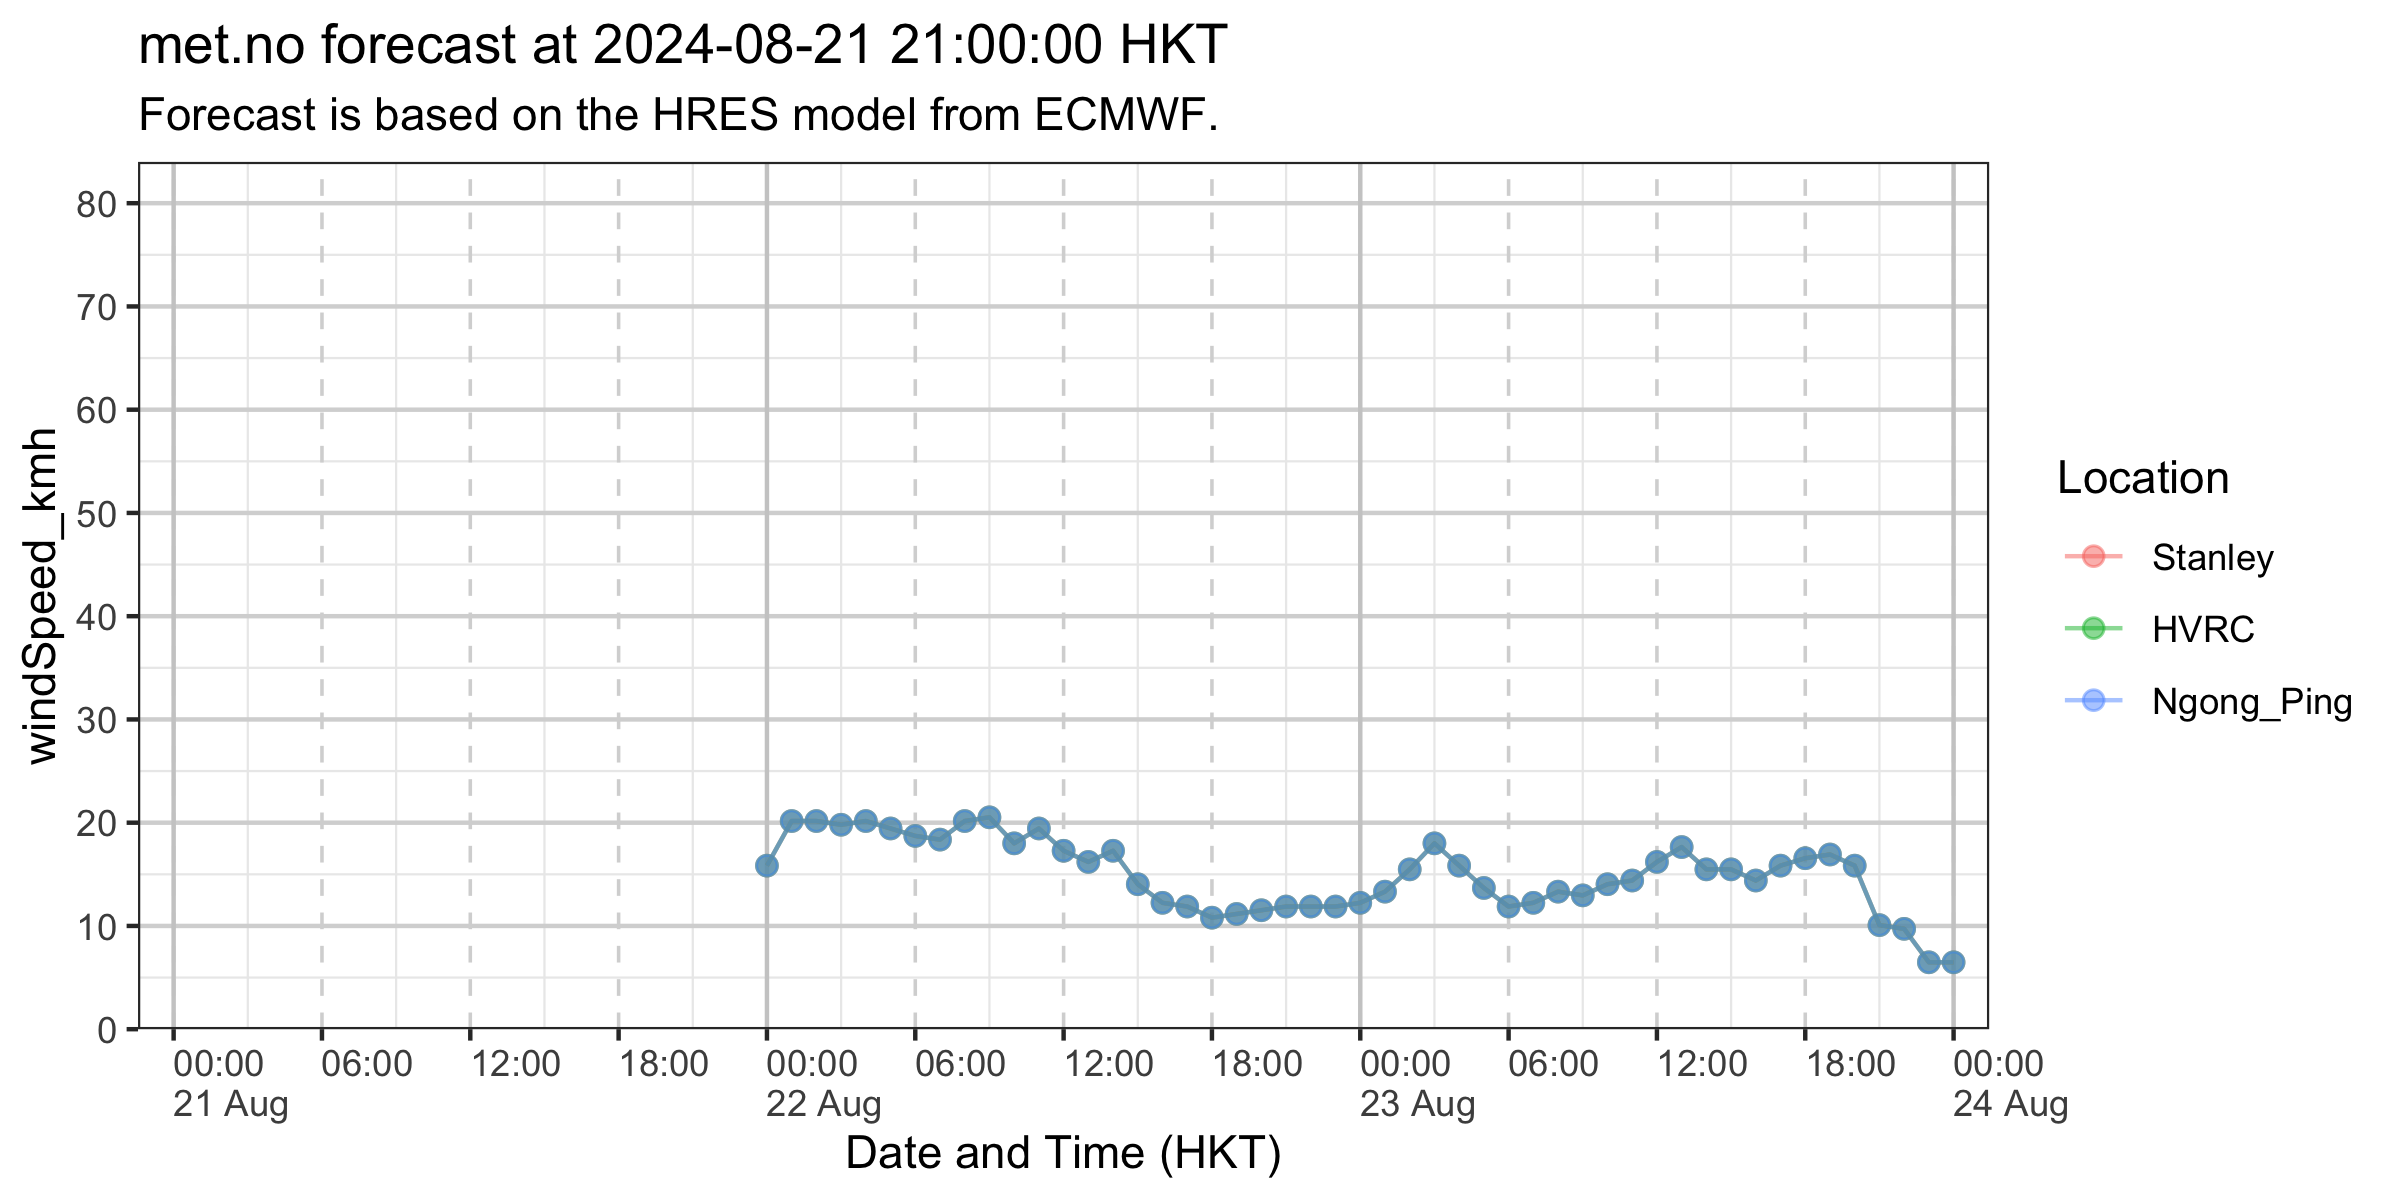 met.no forecast at 2024-08-21 21:00:00 HKT
Forecast is based on the HRES model from ECMWF.
windSpeed_kmh
80
70
60
50
40
30
20
10
0
00:00 06:00 12:00 18:00 00:00 06:00 12:00 18:00 00:00 06:00 12:00 18:00 00:00
21 Aug 22 Aug 23 Aug 24 Aug
Date and Time (HKT)
Location
Stanley
HVRC
Ngong_Ping